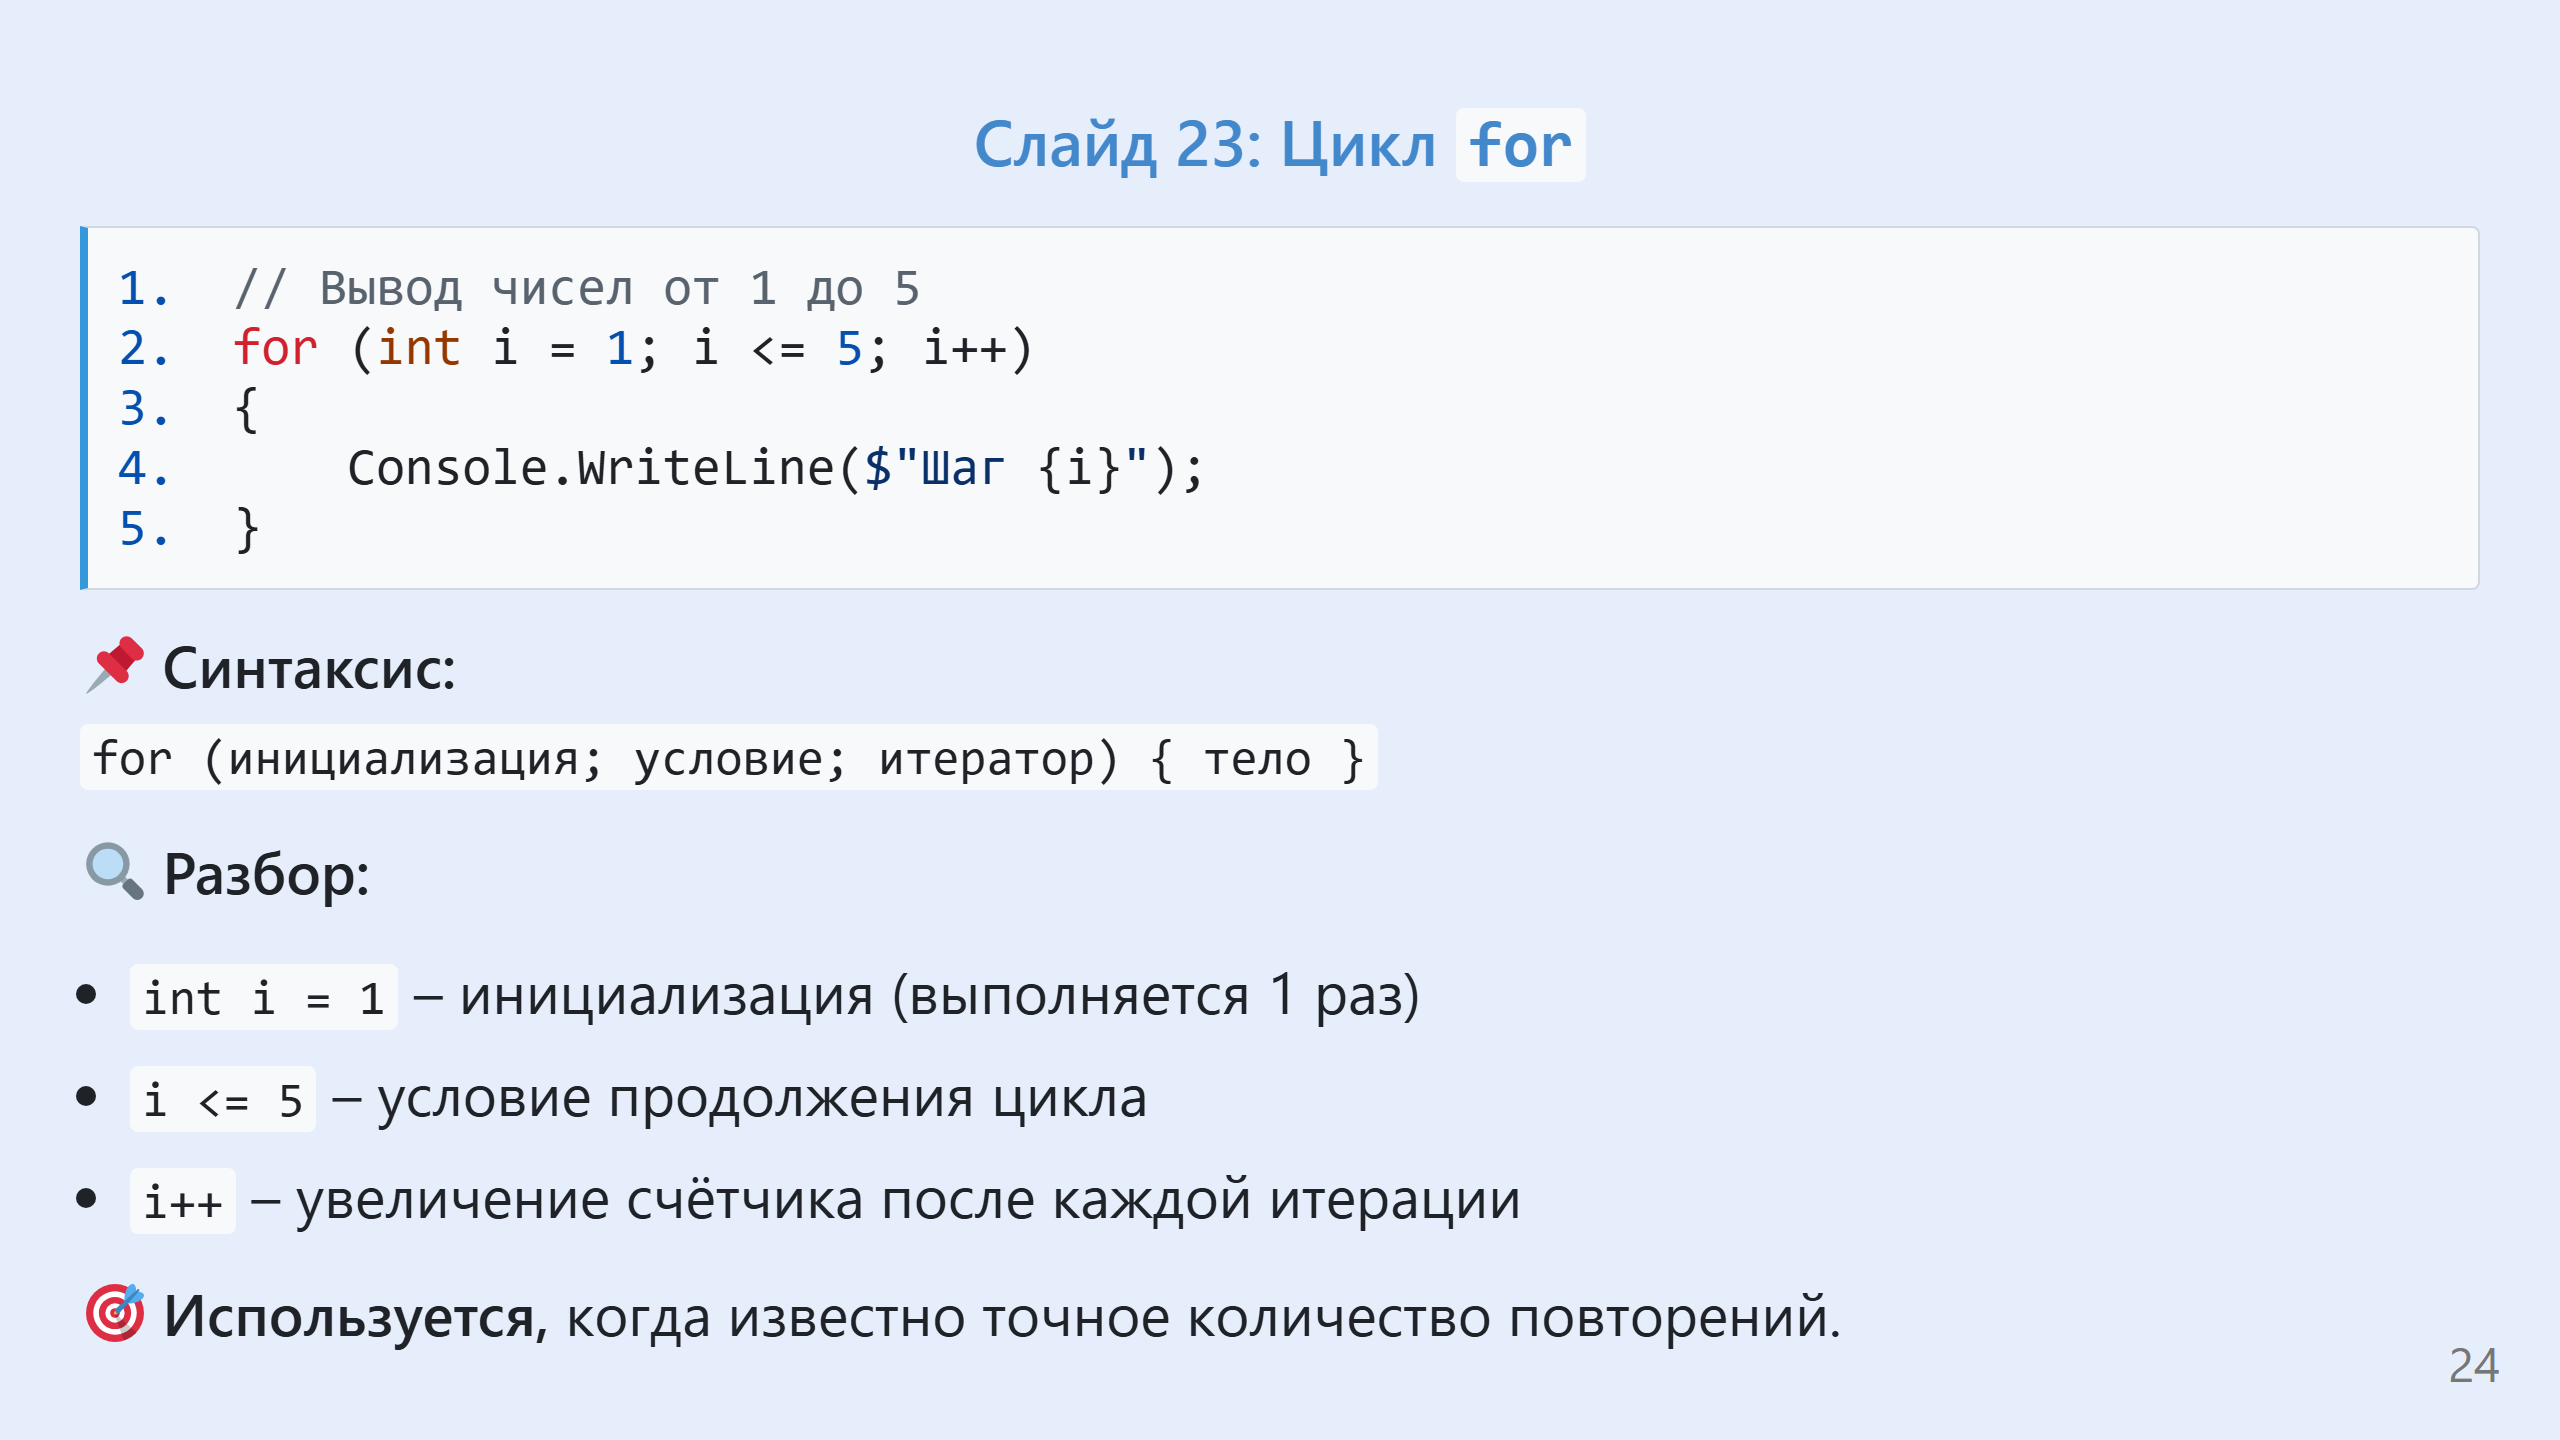 Слайд 23: Цикл for
1.  // Вывод чисел от 1 до 5
2.  for (int i = 1; i <= 5; i++)
3.  {
4.      Console.WriteLine($"Шаг {i}");
5.  }
📌 Синтаксис:
for (инициализация; условие; итератор) { тело }
🔍 Разбор:
• int i = 1 – инициализация (выполняется 1 раз)
• i <= 5 – условие продолжения цикла
• i++ – увеличение счётчика после каждой итерации
🎯 Используется, когда известно точное количество повторений.
24